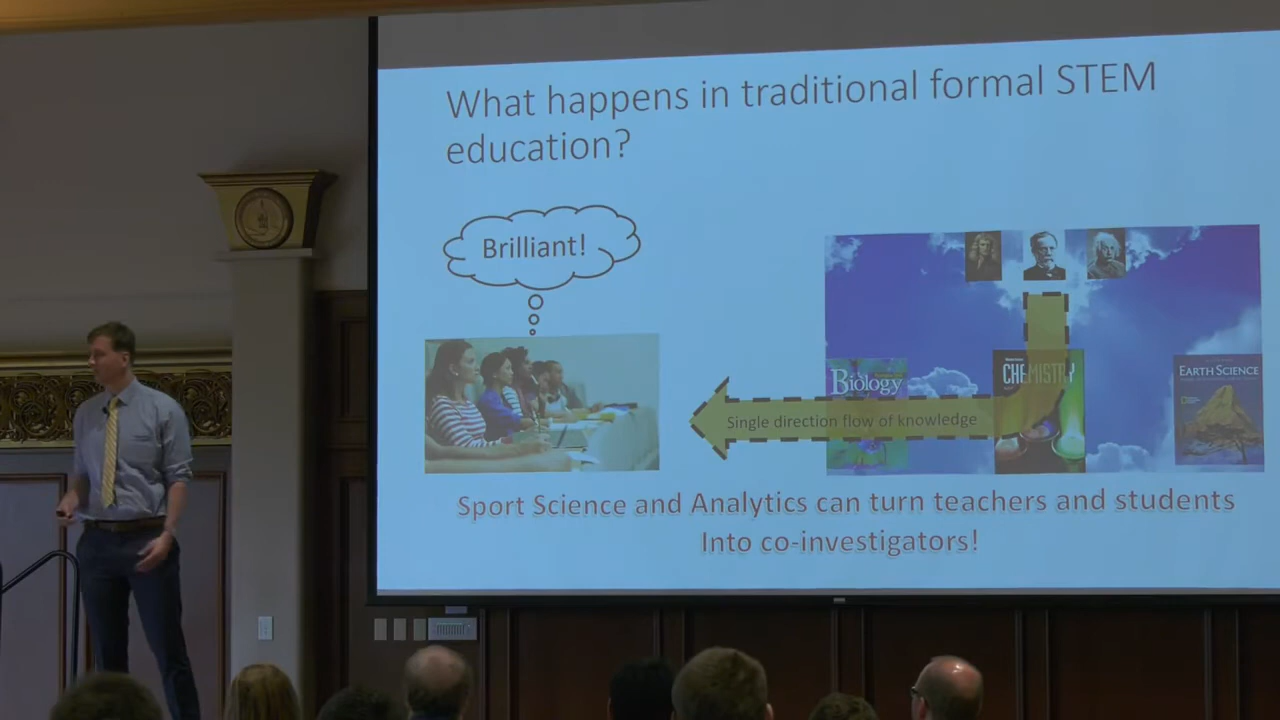 What happens in traditional formal STEM
education?
Brilliant!
Biology
CHEMISTRY
EARTH SCIENCE
Single direction flow of knowledge
Sport Science and Analytics can turn teachers and students
Into co-investigators!